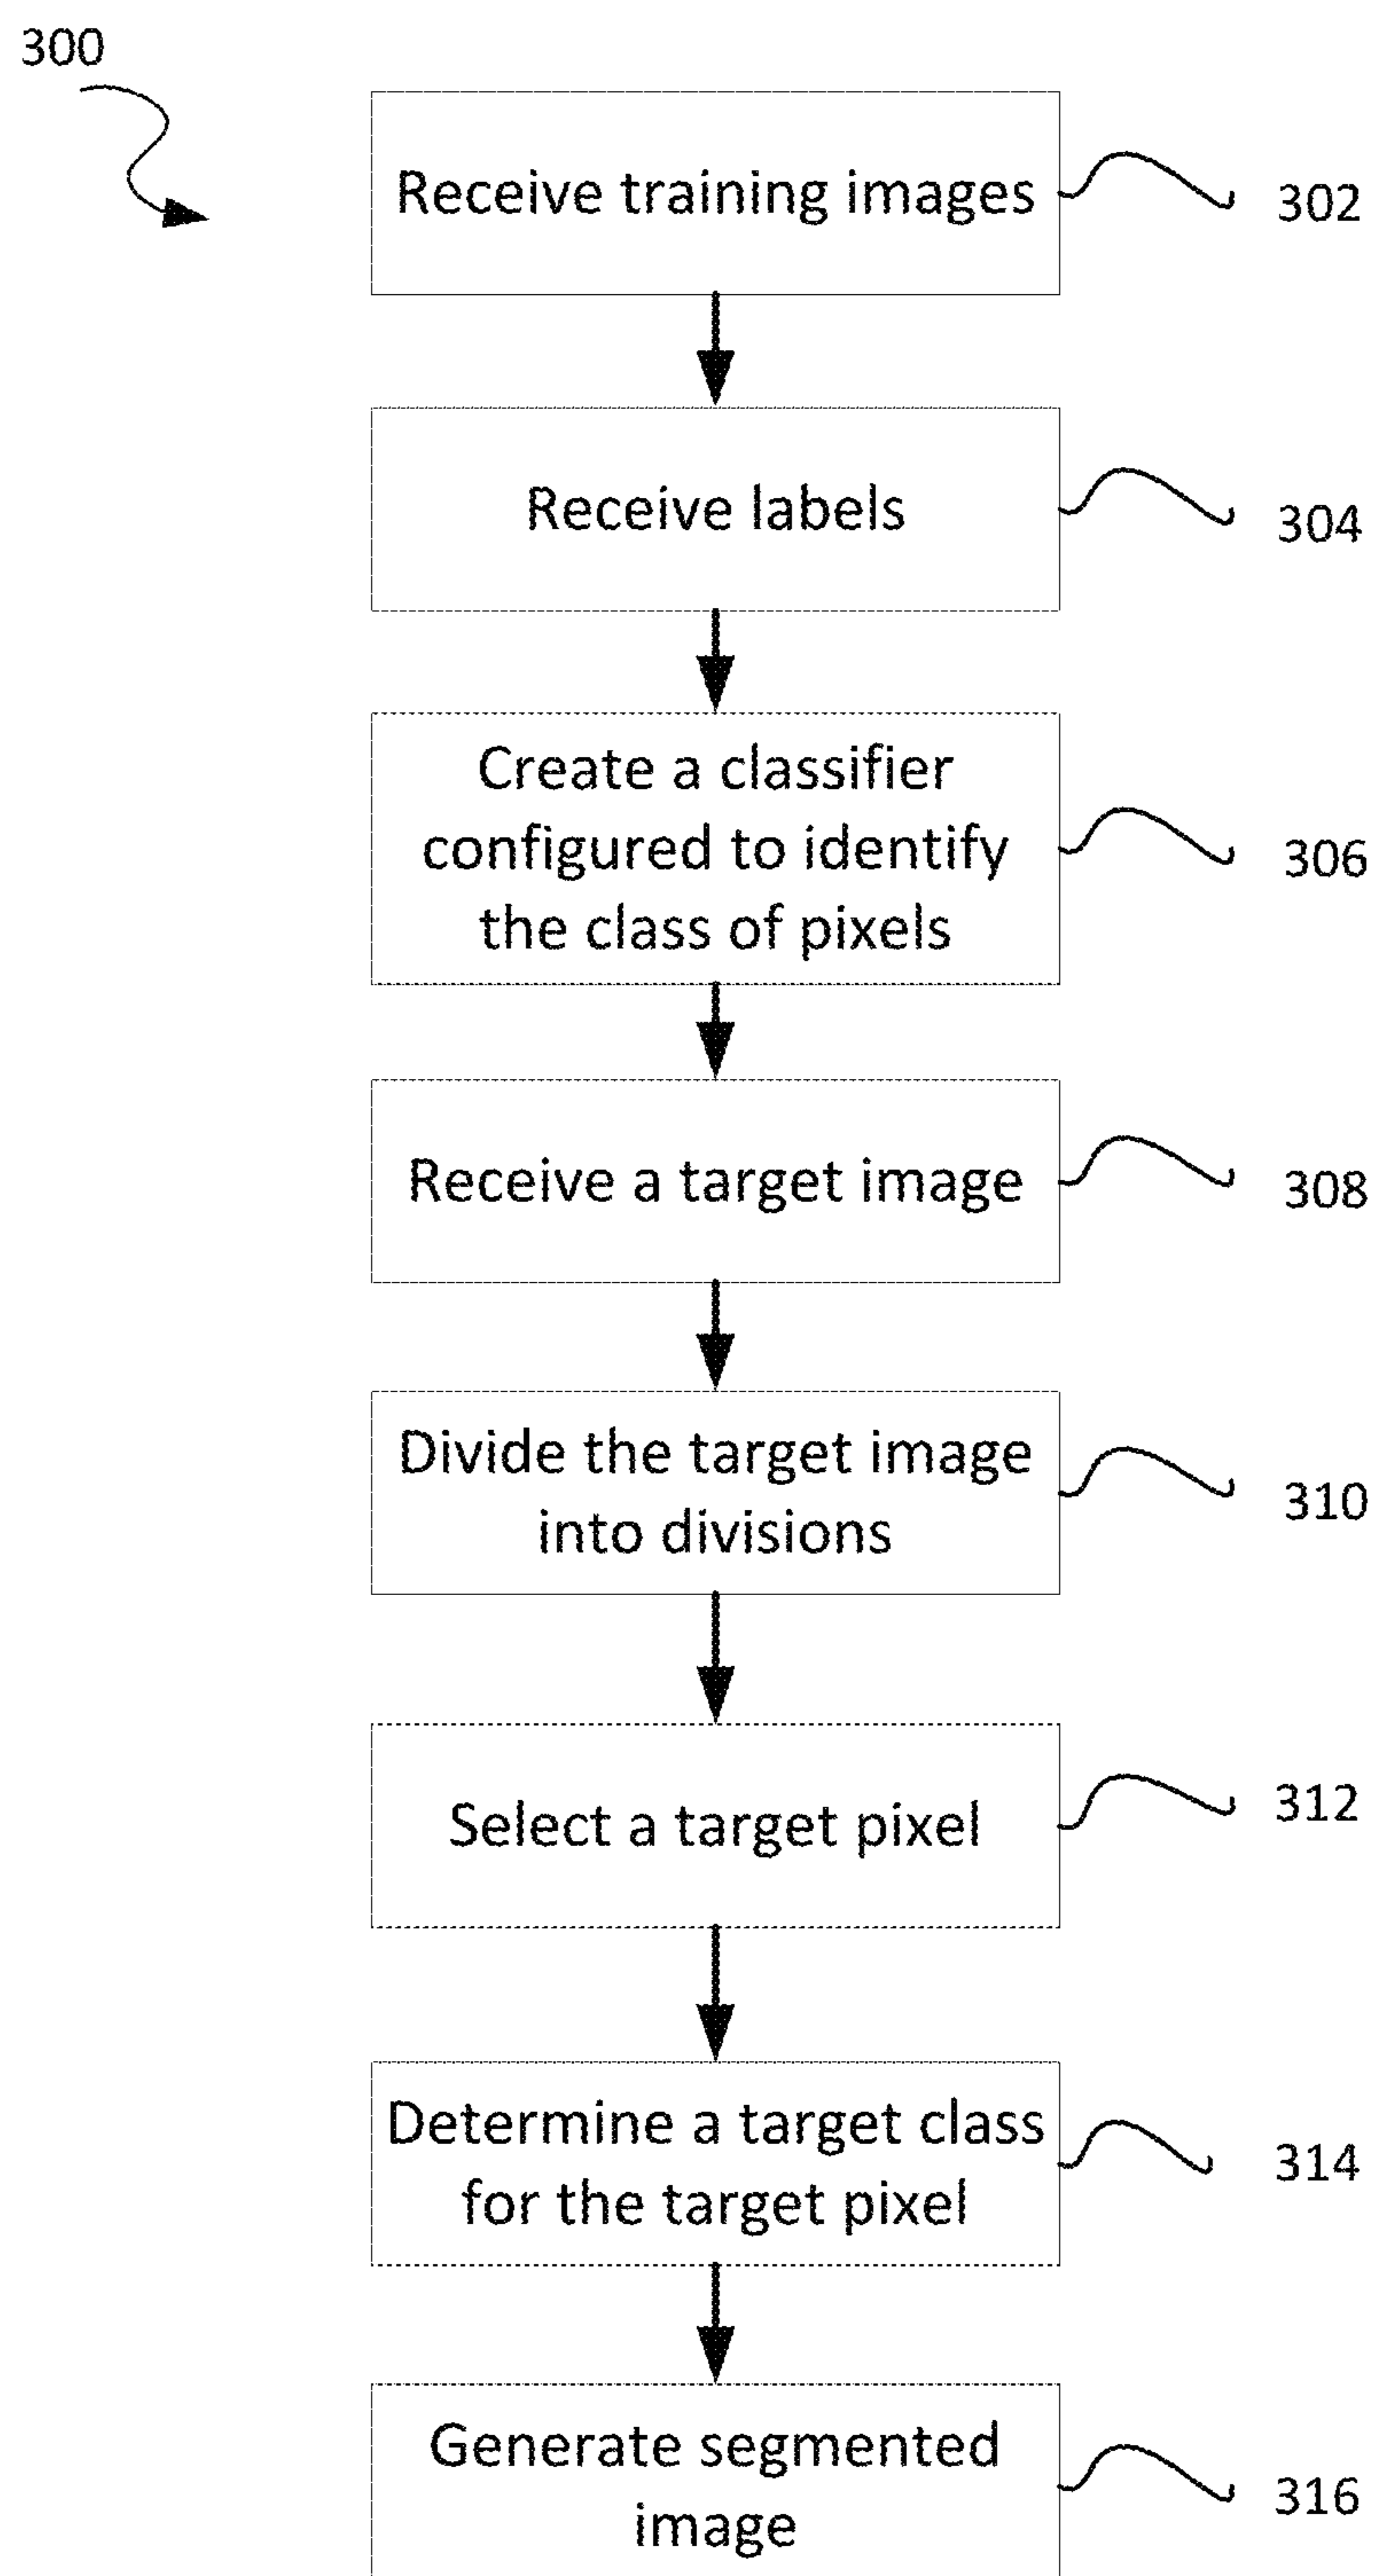 300
Receive training images
302
Receive labels
304
Create a classifier
configured to identify
the class of pixels
306
Receive a target image
308
Divide the target image
into divisions
310
Select a target pixel
312
Determine a target class
for the target pixel
314
Generate segmented
image
316